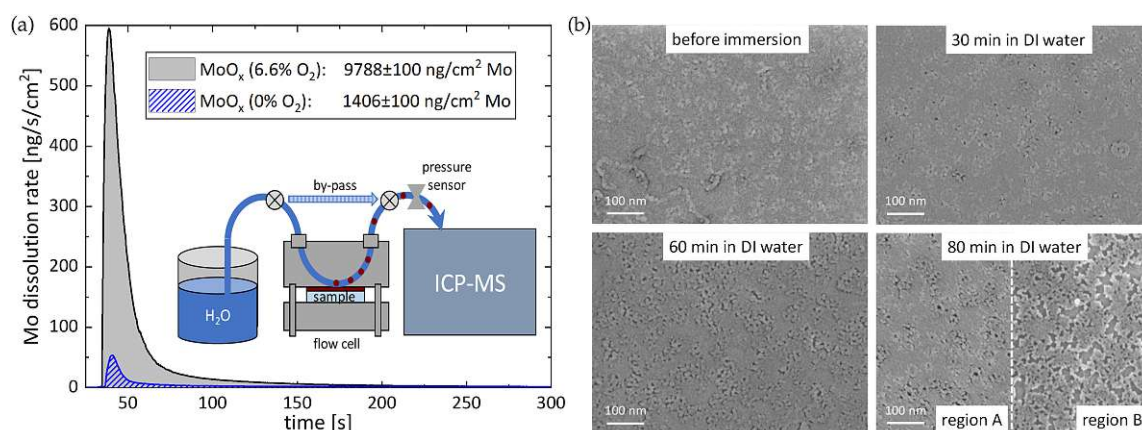 (a)
600
500
400
300
200
150
100
50
0
Mo dissolution rate [ng/s/cm²]
MoOₓ (6.6% O₂): 9788±100 ng/cm² Mo
MoOₓ (0% O₂): 1406±100 ng/cm² Mo
by-pass
pressure
sensor
H₂O
sample
flow cell
ICP-MS
50
100
150
200
250
300
time [s]
(b)
before immersion
100 nm
30 min in DI water
100 nm
60 min in DI water
100 nm
80 min in DI water
100 nm
region A
region B